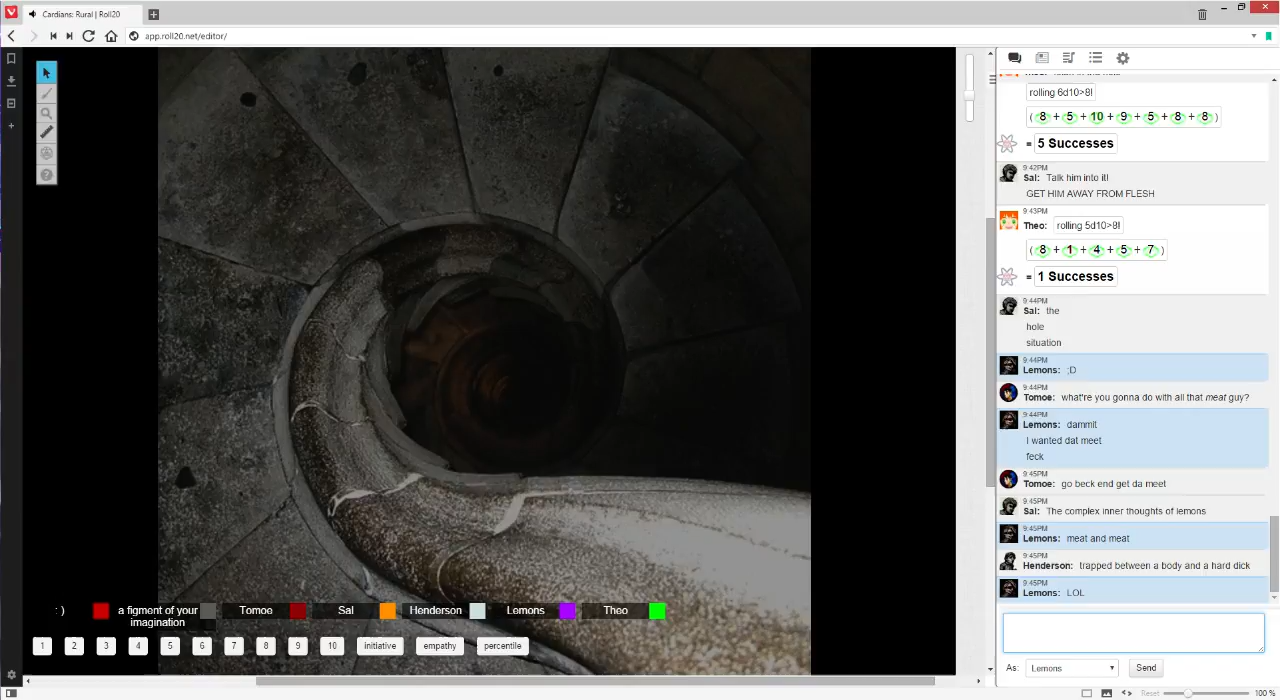 Cardians: Rural | Roll20
app.roll20.net/editor/
rolling 6d10>8!
(8+5+10+9+5+8+8)
= 5 Successes
9:42PM
Sal: Talk him into it!
GET HIM AWAY FROM FLESH
9:43PM
Theo: rolling 5d10>8!
(8+1+4+5+7)
= 1 Successes
9:44PM
Sal: the
hole
situation
9:44PM
Lemons: ;D
9:44PM
Tomoe: what're you gonna do with all that meat guy?
9:44PM
Lemons: dammit
I wanted dat meet
feck
9:45PM
Tomoe: go beck end get da meet
9:45PM
Sal: The complex inner thoughts of lemons
9:45PM
Lemons: meat and meat
9:45PM
Henderson: trapped between a body and a hard dick
9:45PM
Lemons: LOL
: )
a figment of your
imagination
Tomoe
Sal
Henderson
Lemons
Theo
1 2 3 4 5 6 7 8 9 10 initiative empathy percentile
As: Lemons Send
Reset 100 %